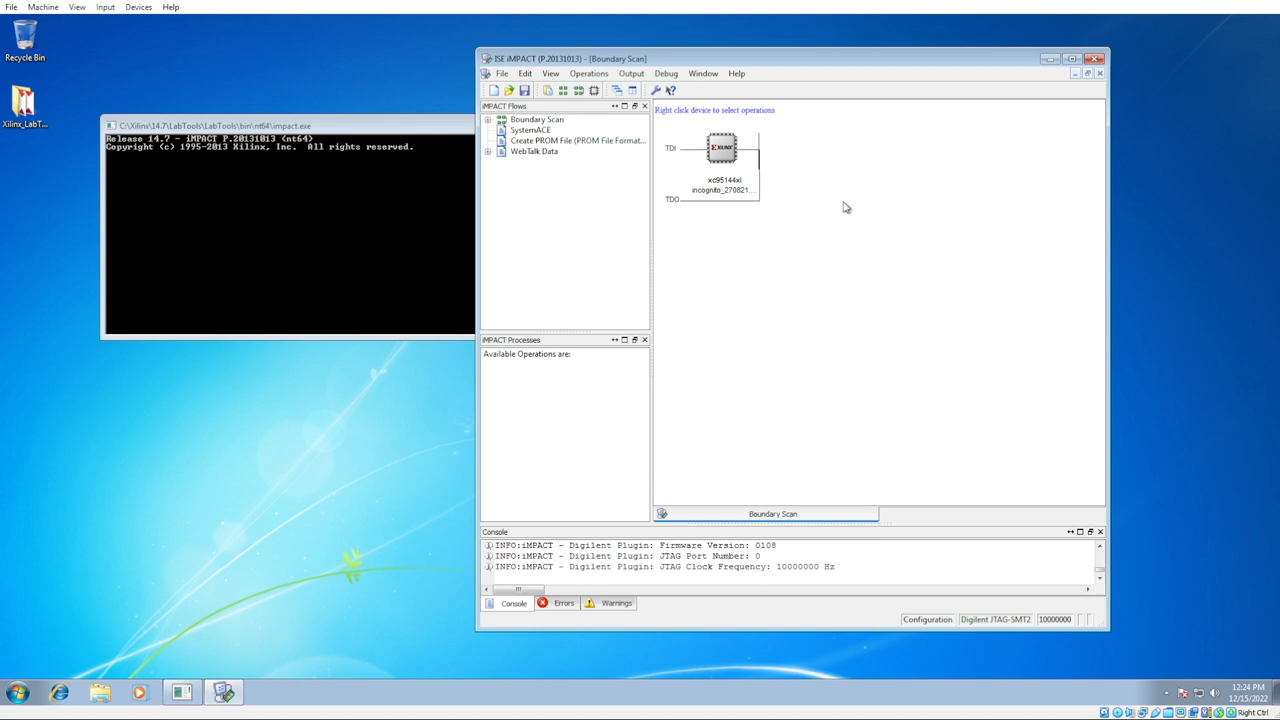 File Machine View Input Devices Help
Recycle Bin
Xilinx_LabT...
C:\Xilinx\14.7\LabTools\LabTools\bin\nt64\impact.exe
Release 14.7 - iMPACT P.20131013 (nt64)
Copyright (c) 1995-2013 Xilinx, Inc. All rights reserved.
ISE iMPACT (P.20131013) - [Boundary Scan]
File Edit View Operations Output Debug Window Help
iMPACT Flows
Boundary Scan
SystemACE
Create PROM File (PROM File Format...
WebTalk Data
Right click device to select operations
TDI
XILINX
xc95144xl
incognito_270821...
TDO
iMPACT Processes
Available Operations are:
Boundary Scan
Console
INFO:iMPACT - Digilent Plugin: Firmware Version: 0108
INFO:iMPACT - Digilent Plugin: JTAG Port Number: 0
INFO:iMPACT - Digilent Plugin: JTAG Clock Frequency: 10000000 Hz
Console Errors Warnings
Configuration Digilent JTAG-SMT2 10000000
12:24 PM
12/15/2022
Right Ctrl